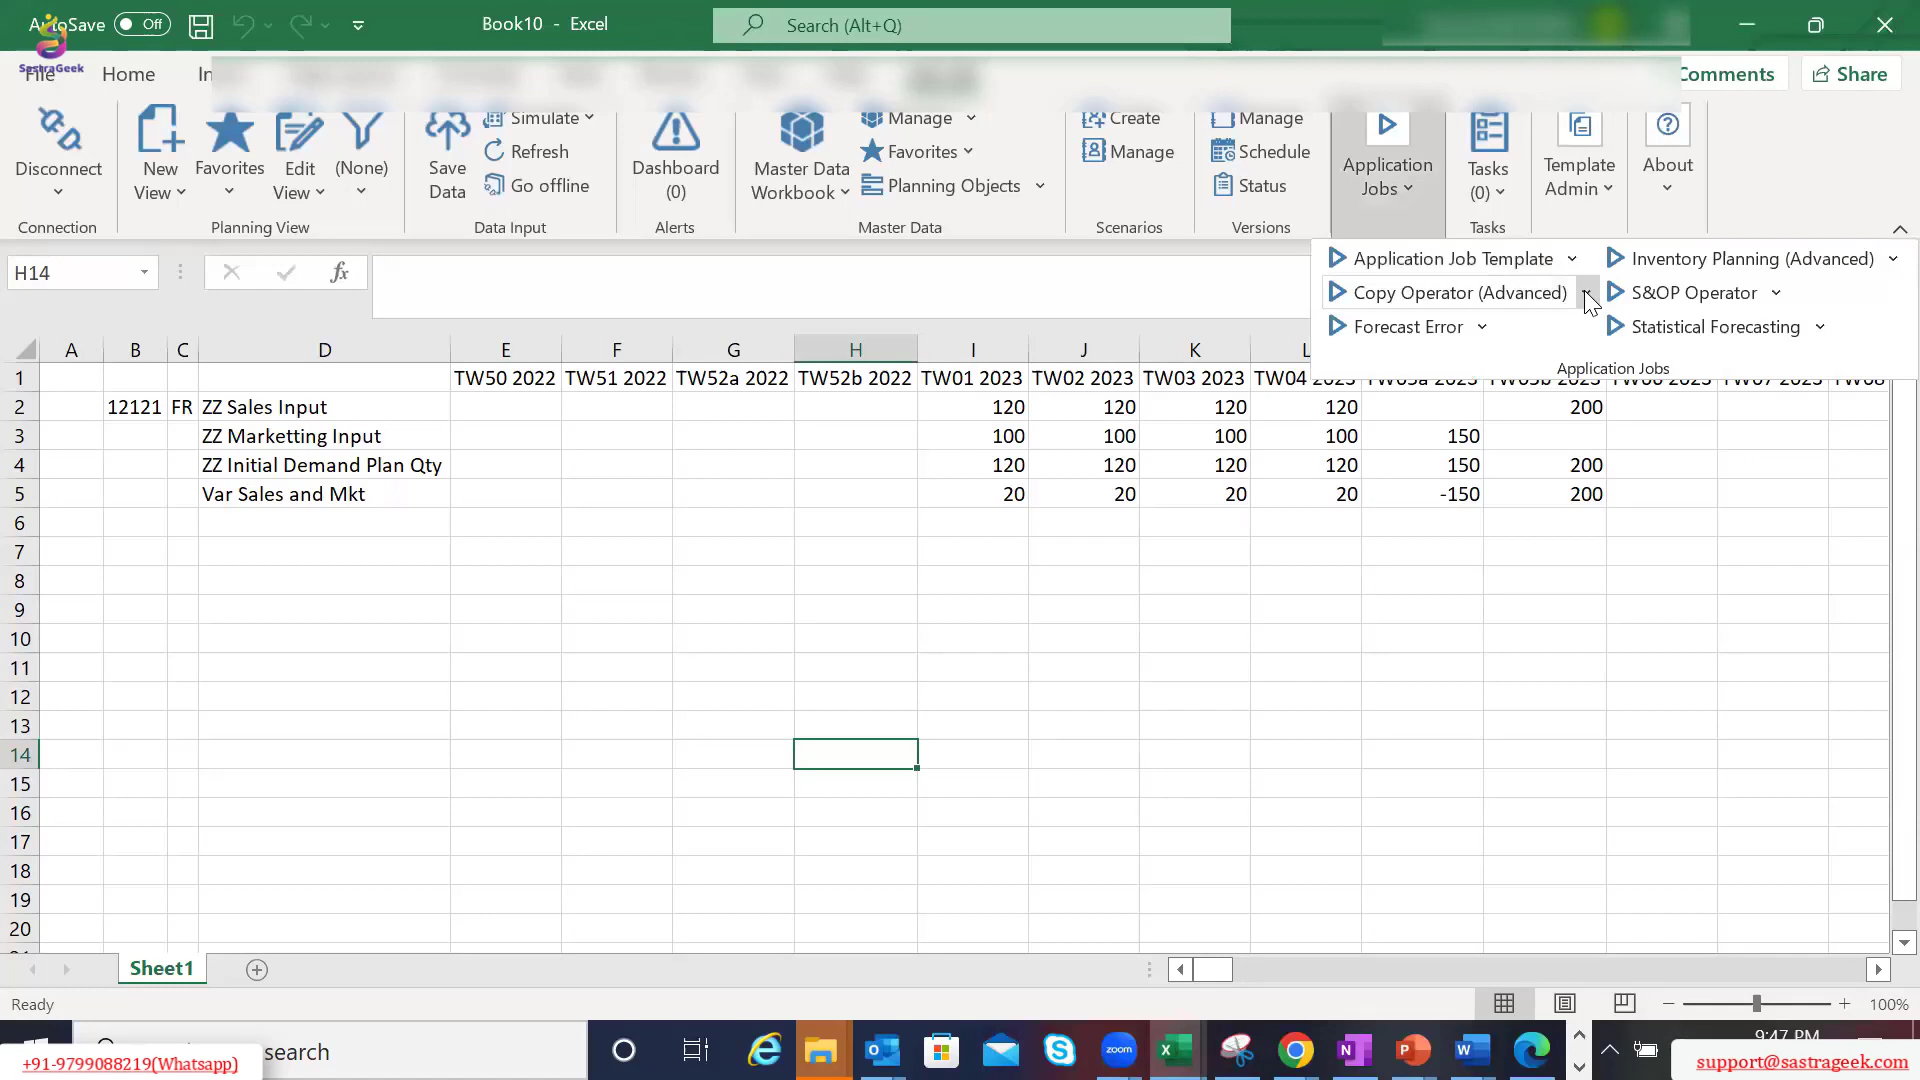 AutoSave Off Book10 - Excel Search (Alt+Q)
SastraGeek
File Home Comments Share
Disconnect
Connection
New View
Favorites
Edit View
(None)
Planning View
Save Data
Simulate
Refresh
Go offline
Data Input
Dashboard (0)
Alerts
Master Data Workbook
Manage
Favorites
Planning Objects
Master Data
Create
Manage
Scenarios
Manage
Schedule
Status
Versions
Application Jobs
Tasks (0)
Tasks
Template Admin
About
Application Job Template Inventory Planning (Advanced)
Copy Operator (Advanced) S&OP Operator
Forecast Error Statistical Forecasting
Application Jobs
H14 fx
A B C D E F G H I J K L
1 TW50 2022 TW51 2022 TW52a 2022 TW52b 2022 TW01 2023 TW02 2023 TW03 2023 TW04
2 12121 FR ZZ Sales Input 120 120 120 120 200
3 ZZ Marketting Input 100 100 100 100 150
4 ZZ Initial Demand Plan Qty 120 120 120 120 150 200
5 Var Sales and Mkt 20 20 20 20 -150 200
6
7
8
9
10
11
12
13
14
15
16
17
18
19
20
Sheet1
Ready 100%
search zoom 9:47 PM
+91-9799088219(Whatsapp) support@sastrageek.com